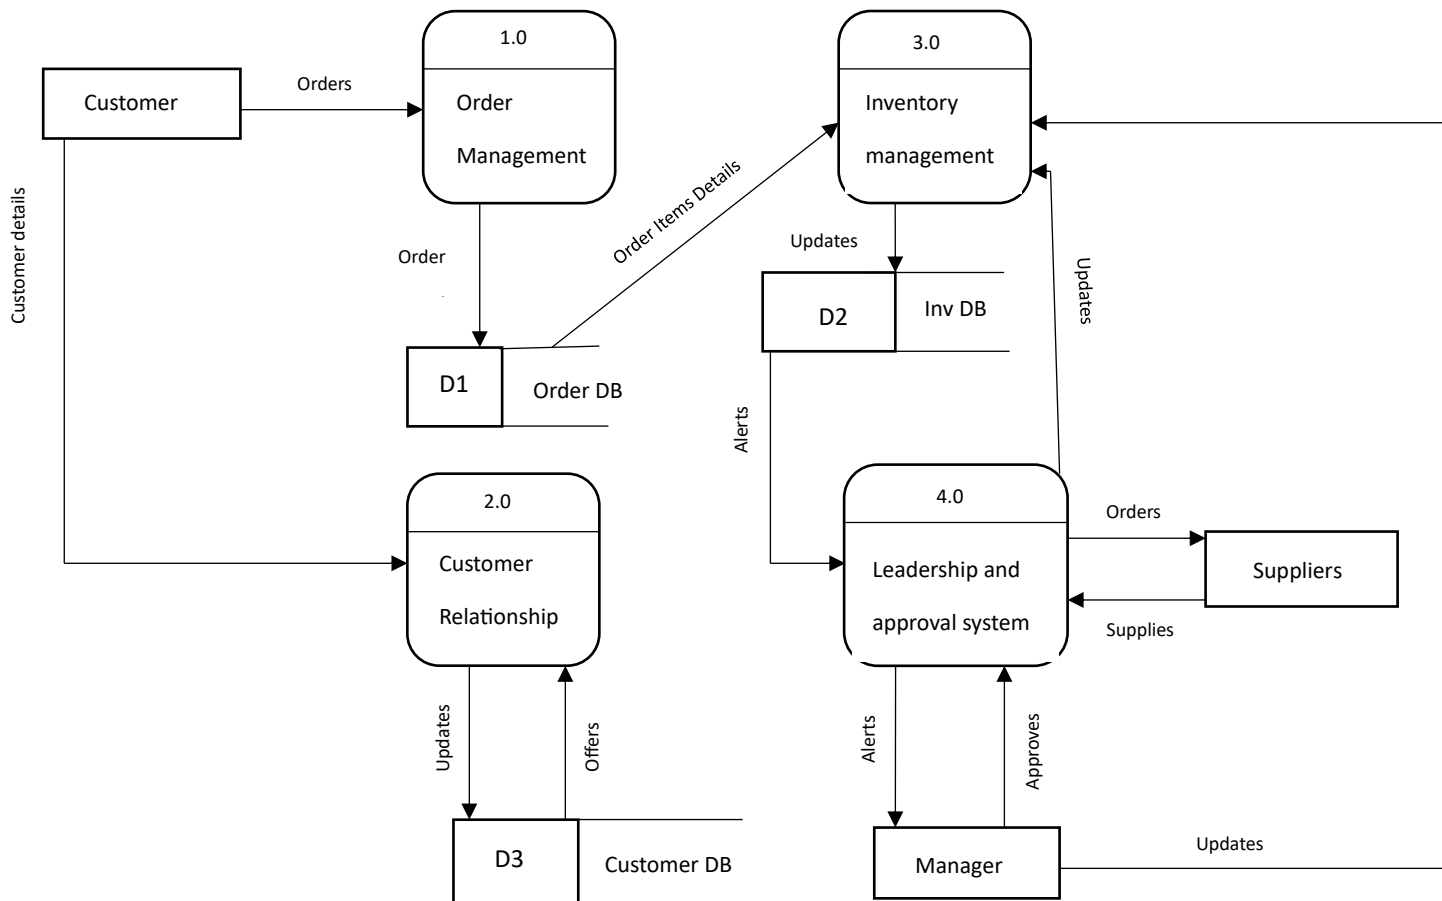 1.0
3.0
Customer
Orders
Order
Management
Inventory
management
Customer details
Order Items Details
Order
Updates
Updates
D1
Order DB
D2
Inv DB
Alerts
2.0
Customer
Relationship
4.0
Leadership and
approval system
Orders
Suppliers
Supplies
Updates
Offers
Alerts
Approves
D3
Customer DB
Manager
Updates